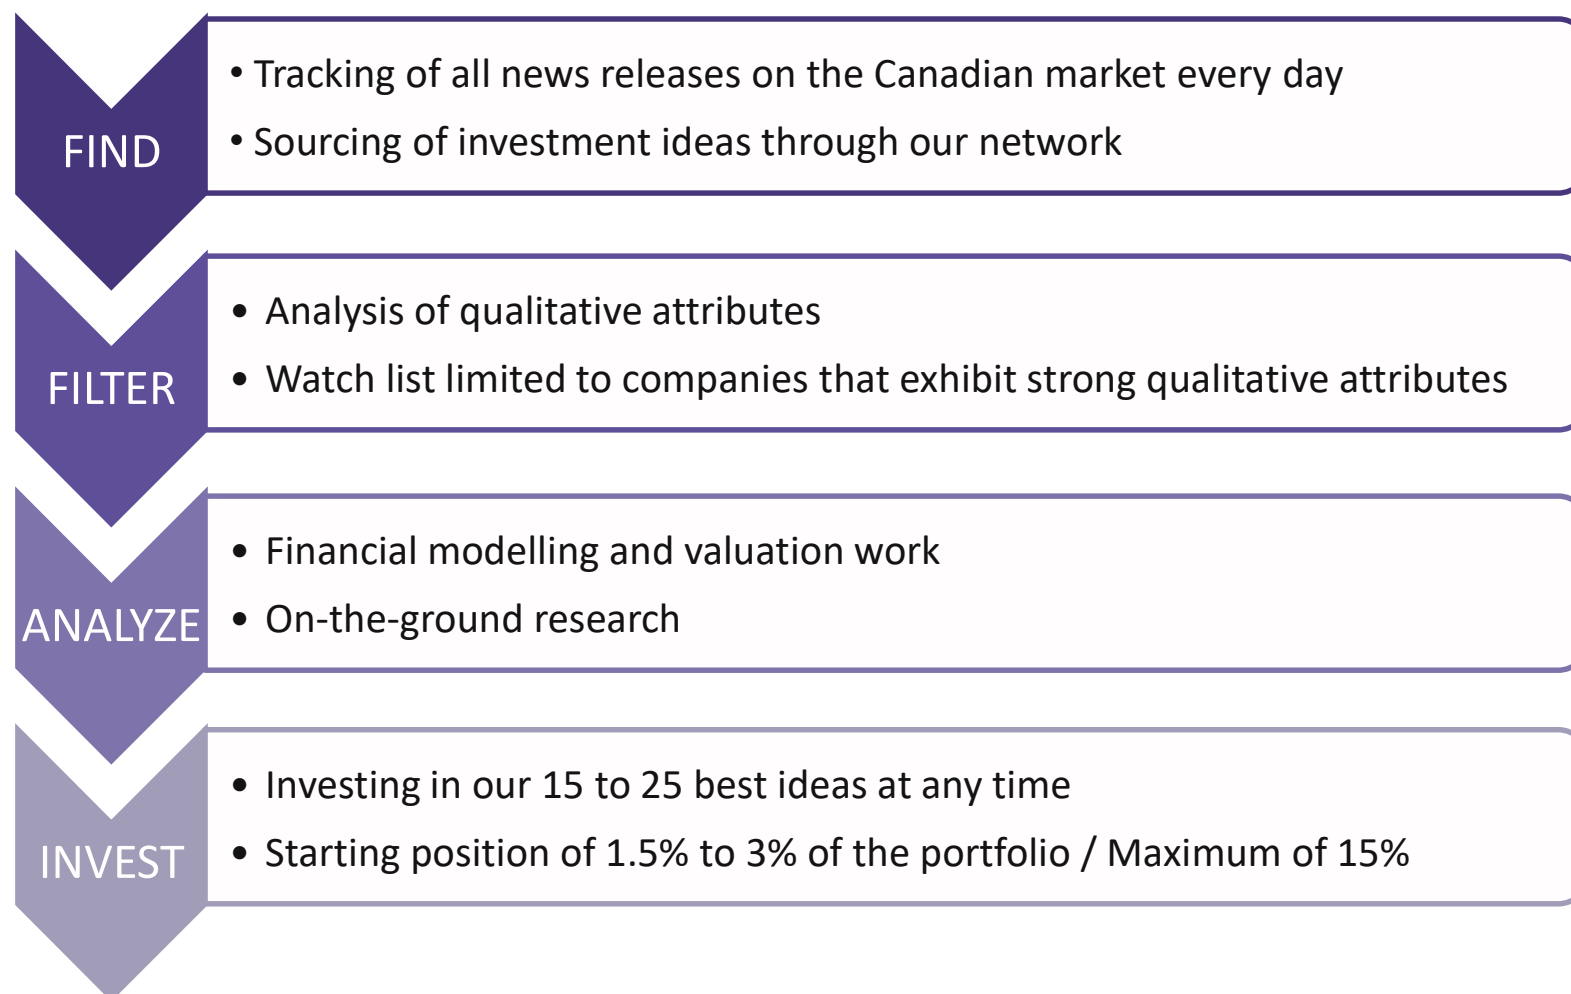 FIND
• Tracking of all news releases on the Canadian market every day
• Sourcing of investment ideas through our network
FILTER
• Analysis of qualitative attributes
• Watch list limited to companies that exhibit strong qualitative attributes
ANALYZE
• Financial modelling and valuation work
• On-the-ground research
INVEST
• Investing in our 15 to 25 best ideas at any time
• Starting position of 1.5% to 3% of the portfolio / Maximum of 15%